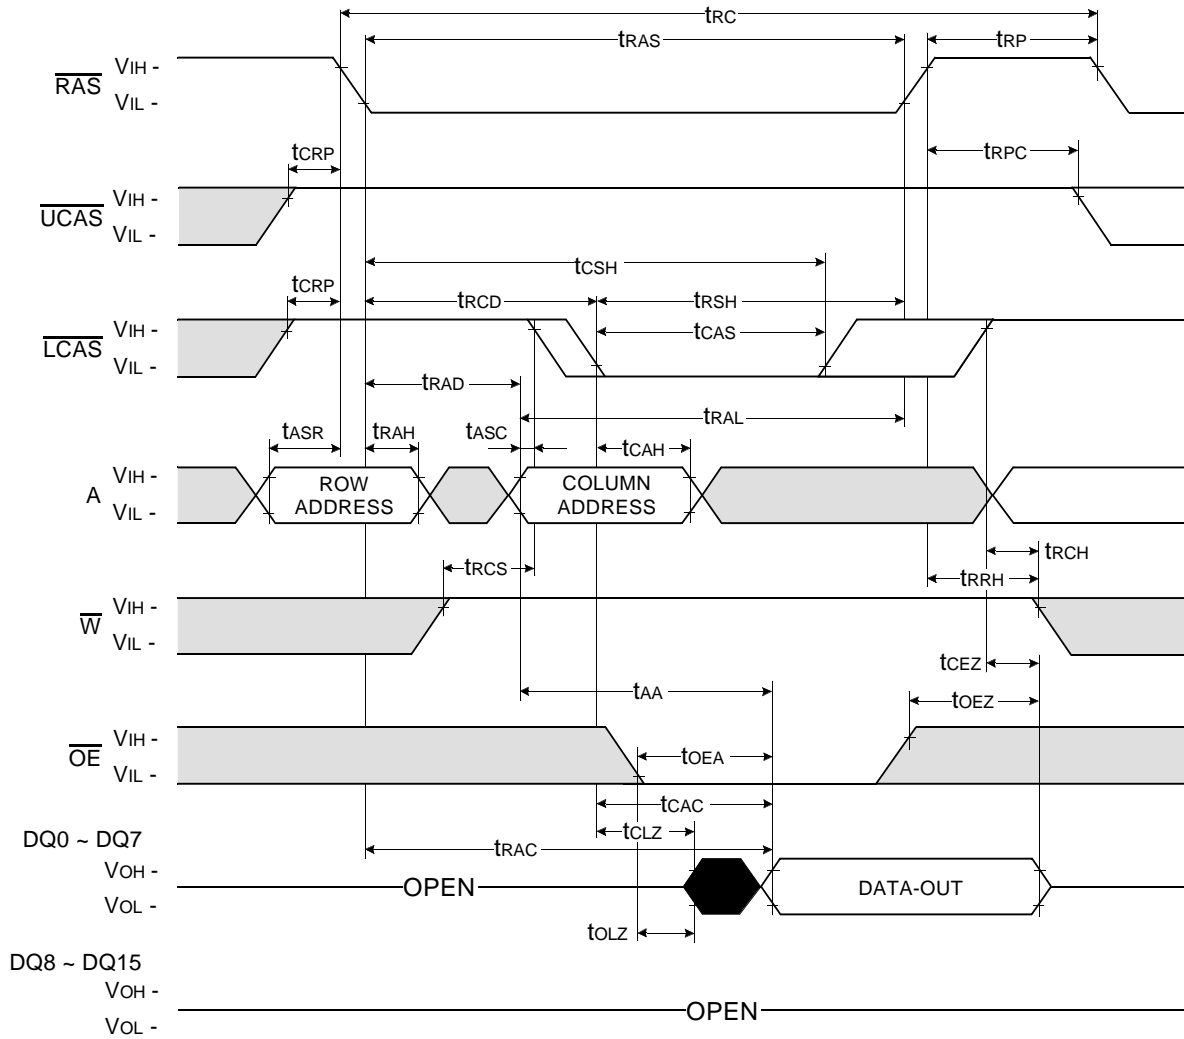 tRC
tRAS
tRP
RAS
VIH -
VIL -
tCRP
tRPC
UCAS
VIH -
VIL -
tCSH
tCRP
tRCD
tRSH
LCAS
VIH -
VIL -
tCAS
tRAD
tRAL
tASR
tRAH
tASC
tCAH
A
VIH -
VIL -
ROW
ADDRESS
COLUMN
ADDRESS
tRCH
tRCS
tRRH
W
VIH -
VIL -
tCEZ
tAA
tOEZ
OE
VIH -
VIL -
tOEA
tCAC
tCLZ
DQ0 ~ DQ7
tRAC
VOH -
VOL -
OPEN
DATA-OUT
tOLZ
DQ8 ~ DQ15
VOH -
VOL -
OPEN